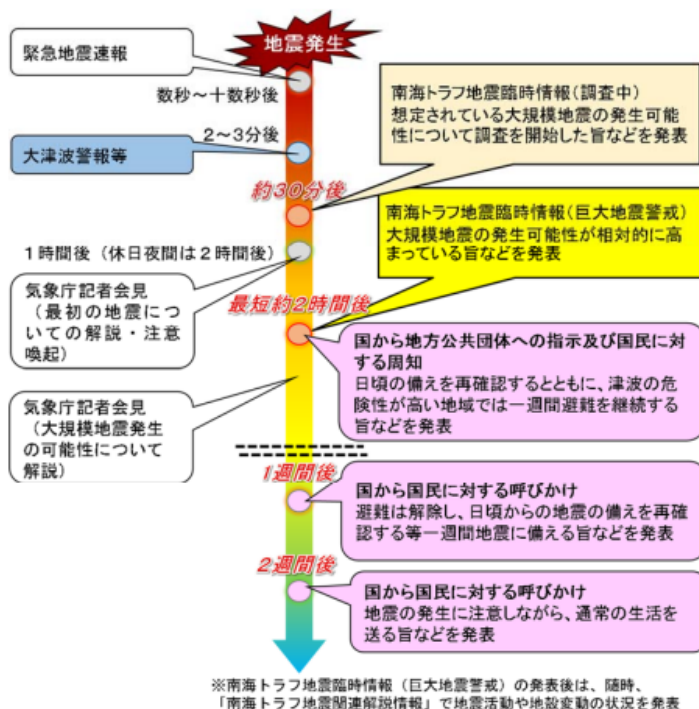 地震発生
緊急地震速報
数秒～十数秒後
南海トラフ地震臨時情報（調査中）
想定されている大規模地震の発生可能
性について調査を開始した旨などを発表
2～3分後
大津波警報等
約30分後
南海トラフ地震臨時情報（巨大地震警戒）
大規模地震の発生可能性が相対的に高
まっている旨などを発表
1時間後（休日夜間は2時間後）
気象庁記者会見
（最初の地震につ
いての解説・注意
喚起）
最短約2時間後
国から地方公共団体への指示及び国民に対
する周知
日頃の備えを再確認するとともに、津波の危
険性が高い地域では一週間避難を継続する
旨などを発表
気象庁記者会見
（大規模地震発生
の可能性について
解説）
1週間後
国から国民に対する呼びかけ
避難は解除し、日頃からの地震の備えを再確
認する等一週間地震に備える旨などを発表
2週間後
国から国民に対する呼びかけ
地震の発生に注意しながら、通常の生活を
送る旨などを発表
※南海トラフ地震臨時情報（巨大地震警戒）の発表後は、随時、
「南海トラフ地震関連解説情報」で地震活動や地殻変動の状況を発表